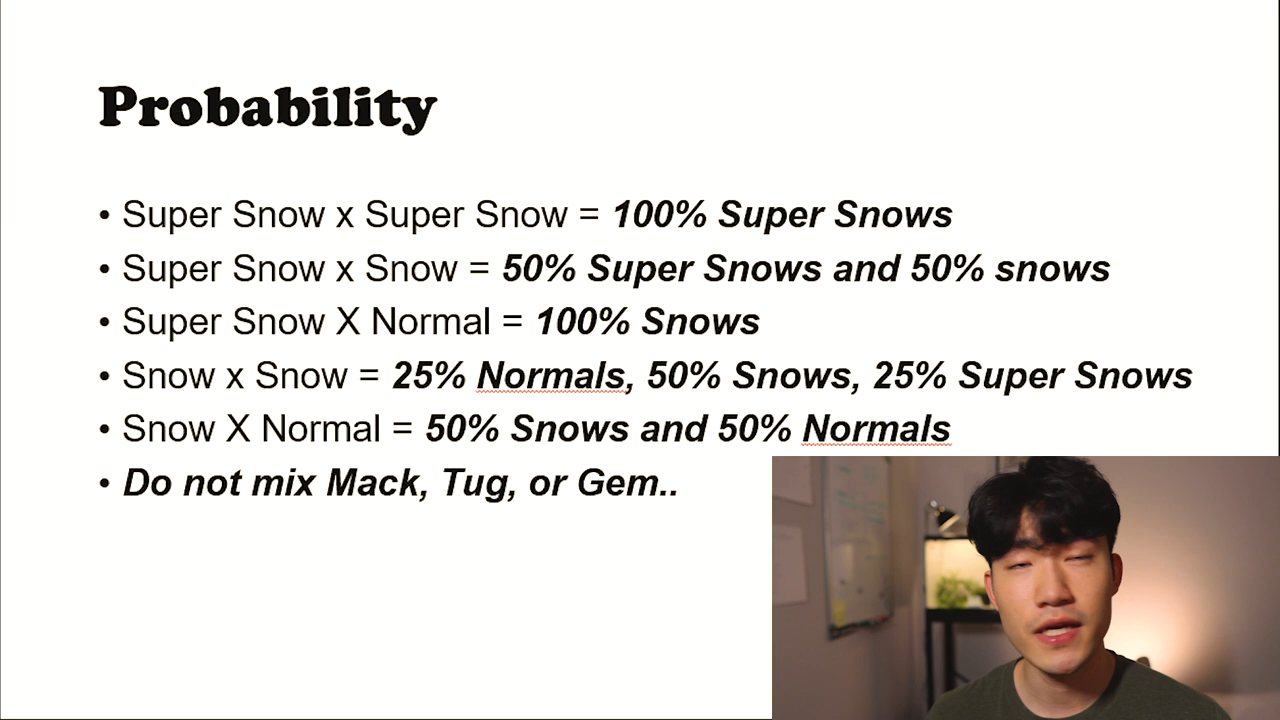 Probability
• Super Snow x Super Snow = 100% Super Snows
• Super Snow x Snow = 50% Super Snows and 50% snows
• Super Snow X Normal = 100% Snows
• Snow x Snow = 25% Normals, 50% Snows, 25% Super Snows
• Snow X Normal = 50% Snows and 50% Normals
• Do not mix Mack, Tug, or Gem..